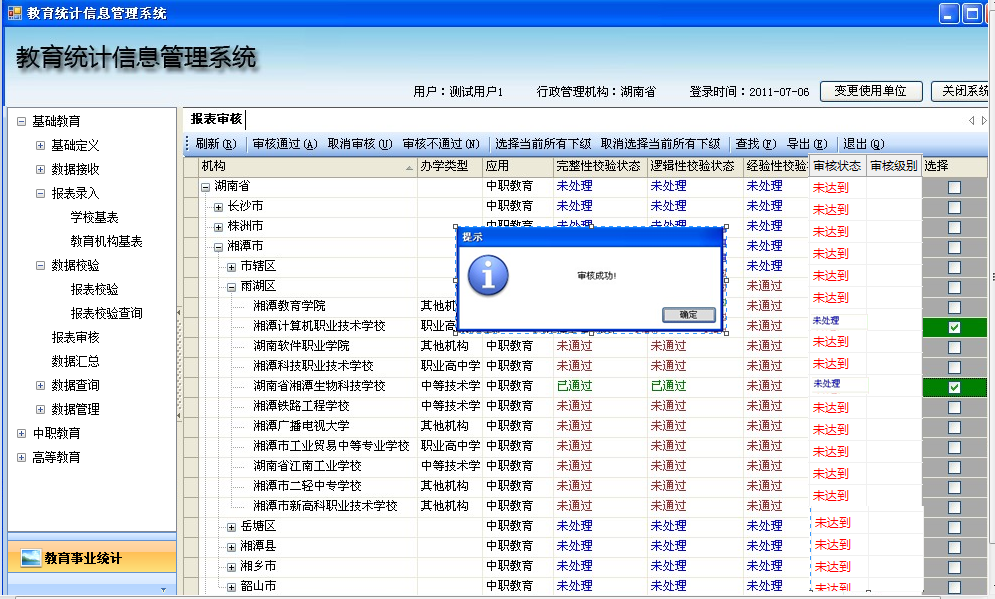 教育统计信息管理系统
教育统计信息管理系统
用户：测试用户1 行政管理机构：湖南省 登录时间：2011-07-06 变更使用单位 关闭系统
基础教育
基础定义
数据接收
报表录入
学校基表
教育机构基表
数据校验
报表校验
报表校验查询
报表审核
数据汇总
数据查询
数据管理
中职教育
高等教育
教育事业统计
报表审核
刷新(R) 审核通过(A) 取消审核(U) 审核不通过(N) 选择当前所有下级 取消选择当前所有下级 查找(F) 导出(E) 退出(Q)
机构 办学类型 应用 完整性校验状态 逻辑性校验状态 经验性校验 审核状态 审核级别 选择
湖南省 中职教育 未处理 未处理 未处理 未达到
长沙市 中职教育 未处理 未处理 未处理 未达到
株洲市 中职教育 未处理 未处理 未处理 未达到
湘潭市 未处理 未达到
市辖区 未处理 未达到
雨湖区 未通过 未达到
湘潭教育学院 其他机 未通过
湘潭计算机职业技术学校 职业高 未通过 未处理
湖南软件职业学院 其他机构 中职教育 未通过 未通过 未通过 未达到
湘潭科技职业技术学校 职业高中学 中职教育 未通过 未通过 未通过 未达到
湖南省湘潭生物科技学校 中等技术学 中职教育 已通过 已通过 未通过 未处理
湘潭铁路工程学校 中等技术学 中职教育 未通过 未通过 未通过 未达到
湘潭广播电视大学 其他机构 中职教育 未通过 未通过 未通过 未达到
湘潭市工业贸易中等专业学校 职业高中学 中职教育 未通过 未通过 未通过 未达到
湖南省江南工业学校 中等技术学 中职教育 未通过 未通过 未通过 未达到
湘潭市二轻中专学校 其他机构 中职教育 未通过 未通过 未通过 未达到
湘潭市新高科职业技术学校 其他机构 中职教育 未通过 未通过 未通过
岳塘区 中职教育 未处理 未处理 未处理 未达到
湘潭县 中职教育 未处理 未处理 未处理 未达到
湘乡市 中职教育 未处理 未处理 未处理 未达到
韶山市 中职教育 未处理 未处理 未处理 未达到
提示
审核成功!
确定